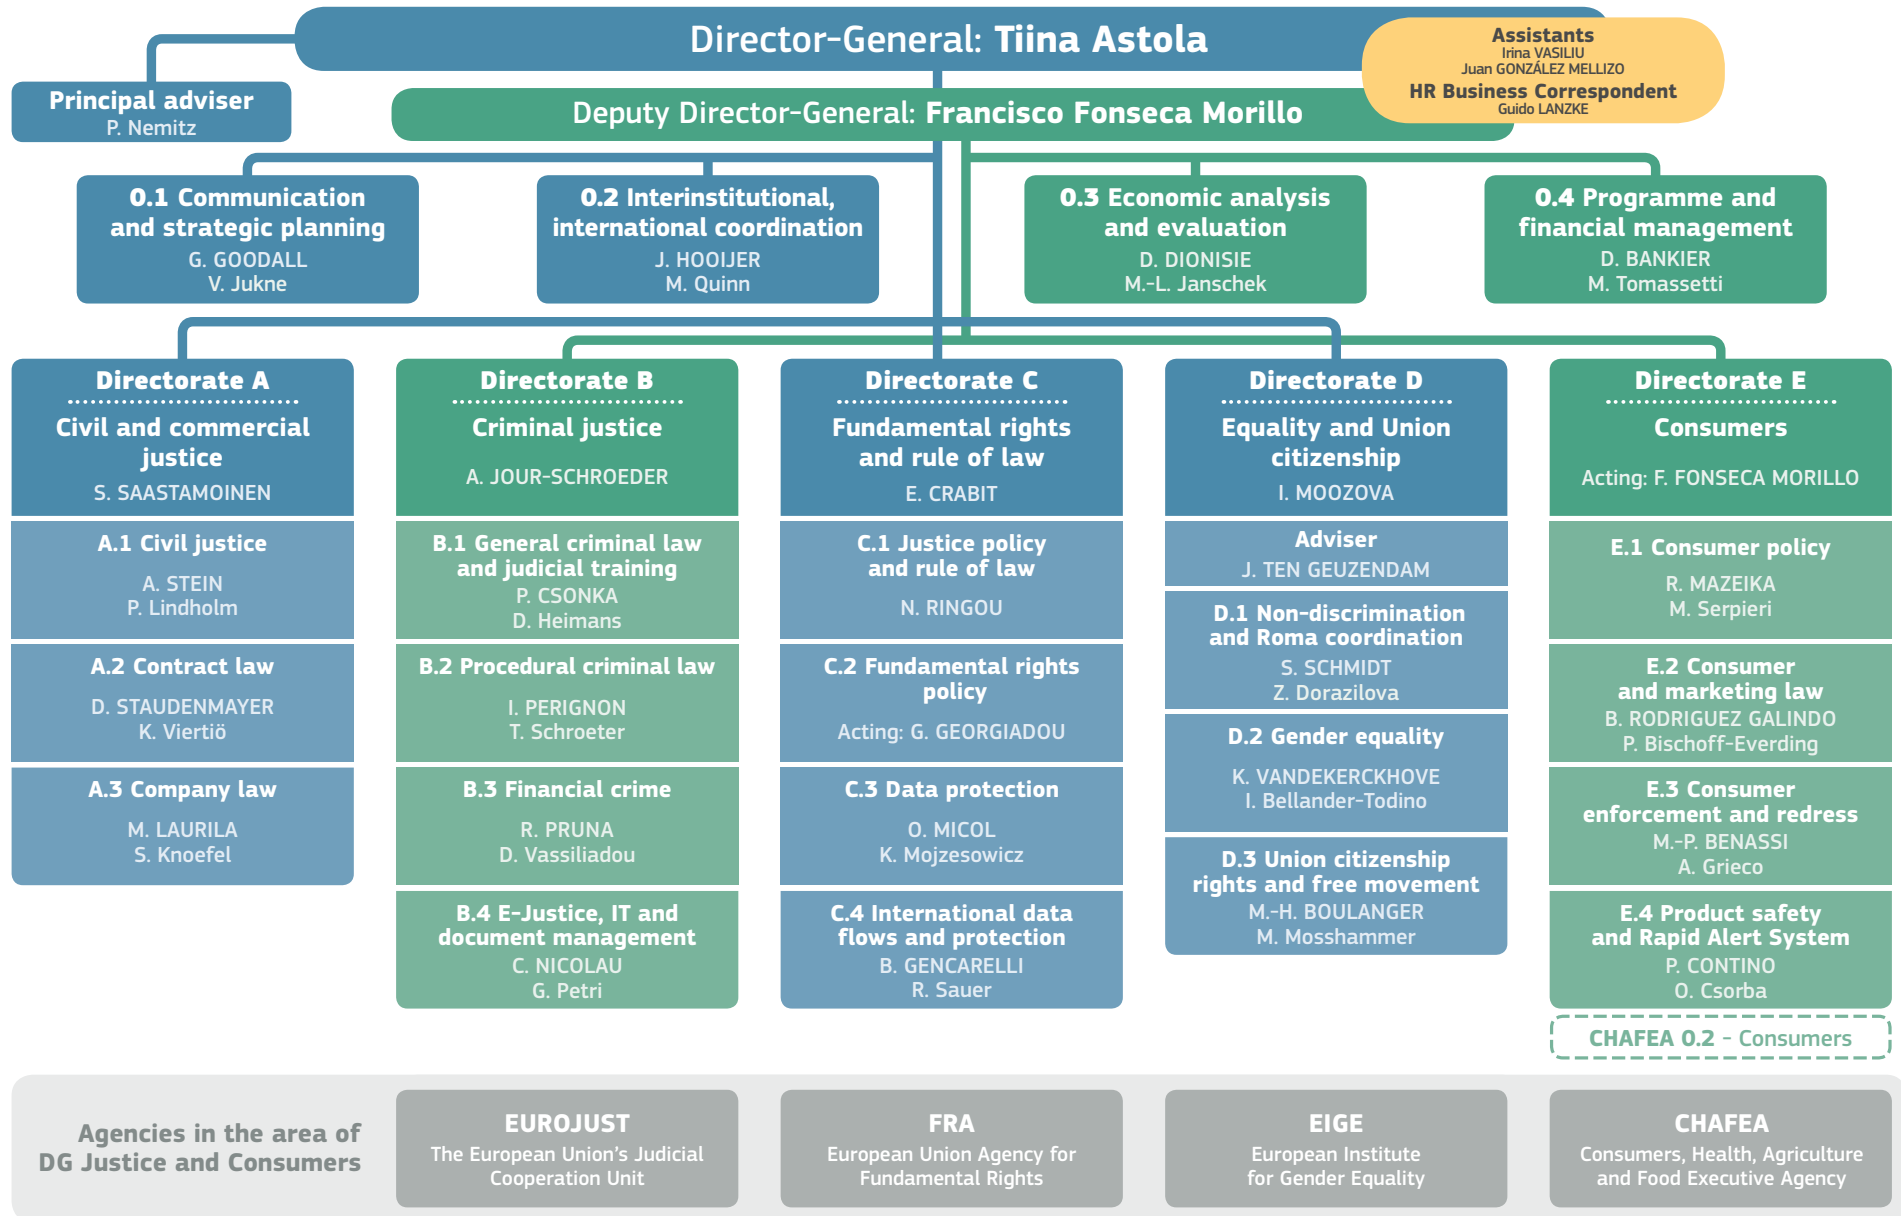 Director-General: Tiina Astola
Assistants
Irina VASILIU
Juan GONZÁLEZ MELLIZO
HR Business Correspondent
Guido LANZKE
Principal adviser
P. Nemitz
Deputy Director-General: Francisco Fonseca Morillo
0.1 Communication
and strategic planning
G. GOODALL
V. Jukne
0.2 Interinstitutional,
international coordination
J. HOOIJER
M. Quinn
0.3 Economic analysis
and evaluation
D. DIONISIE
M.-L. Janschek
0.4 Programme and
financial management
D. BANKIER
M. Tomassetti
Directorate A
Civil and commercial
justice
S. SAASTAMOINEN
A.1 Civil justice
A. STEIN
P. Lindholm
A.2 Contract law
D. STAUDENMAYER
K. Viertiö
A.3 Company law
M. LAURILA
S. Knoefel
Directorate B
Criminal justice
A. JOUR-SCHROEDER
B.1 General criminal law
and judicial training
P. CSONKA
D. Heimans
B.2 Procedural criminal law
I. PERIGNON
T. Schroeter
B.3 Financial crime
R. PRUNA
D. Vassiliadou
B.4 E-Justice, IT and
document management
C. NICOLAU
G. Petri
Directorate C
Fundamental rights
and rule of law
E. CRABIT
C.1 Justice policy
and rule of law
N. RINGOU
C.2 Fundamental rights
policy
Acting: G. GEORGIADOU
C.3 Data protection
O. MICOL
K. Mojzesowicz
C.4 International data
flows and protection
B. GENCARELLI
R. Sauer
Directorate D
Equality and Union
citizenship
I. MOOZOVA
Adviser
J. TEN GEUZENDAM
D.1 Non-discrimination
and Roma coordination
S. SCHMIDT
Z. Dorazilova
D.2 Gender equality
K. VANDEKERCKHOVE
I. Bellander-Todino
D.3 Union citizenship
rights and free movement
M.-H. BOULANGER
M. Mosshammer
Directorate E
Consumers
Acting: F. FONSECA MORILLO
E.1 Consumer policy
R. MAZEIKA
M. Serpieri
E.2 Consumer
and marketing law
B. RODRIGUEZ GALINDO
P. Bischoff-Everding
E.3 Consumer
enforcement and redress
M.-P. BENASSI
A. Grieco
E.4 Product safety
and Rapid Alert System
P. CONTINO
O. Csorba
CHAFEA 0.2 - Consumers
Agencies in the area of
DG Justice and Consumers
EUROJUST
The European Union's Judicial
Cooperation Unit
FRA
European Union Agency for
Fundamental Rights
EIGE
European Institute
for Gender Equality
CHAFEA
Consumers, Health, Agriculture
and Food Executive Agency